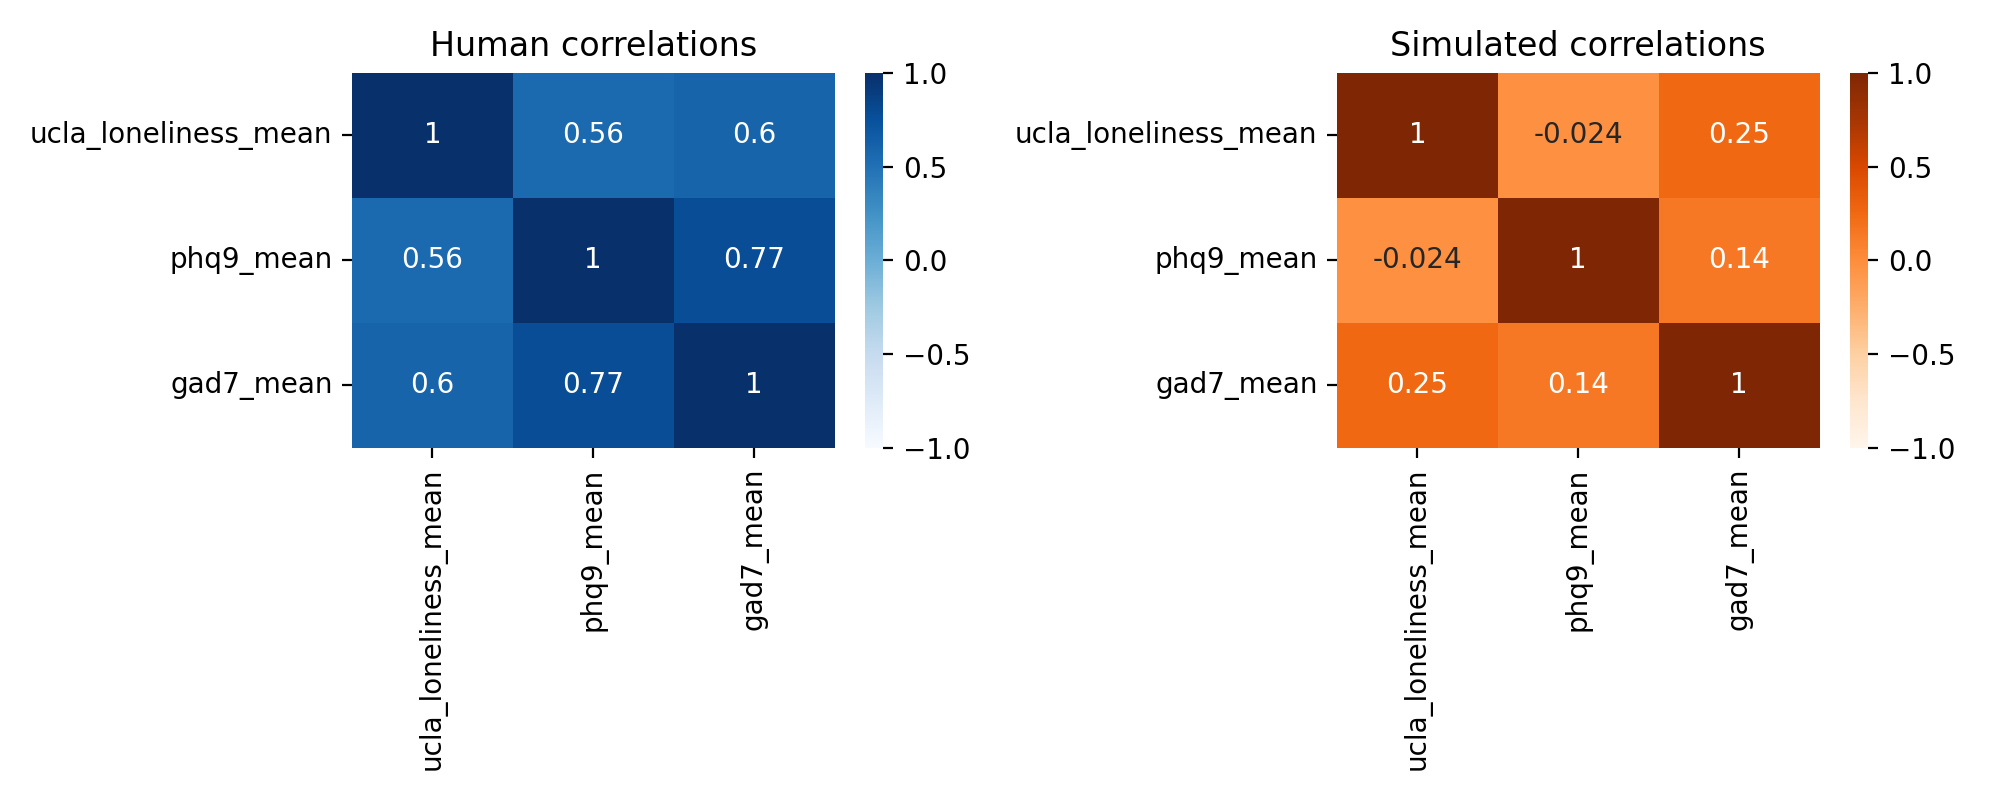 Human correlations
ucla_loneliness_mean
phq9_mean
gad7_mean
1 0.56 0.6
0.56 1 0.77
0.6 0.77 1
1.0
0.5
0.0
−0.5
−1.0
ucla_loneliness_mean
phq9_mean
gad7_mean
Simulated correlations
ucla_loneliness_mean
phq9_mean
gad7_mean
1 -0.024 0.25
-0.024 1 0.14
0.25 0.14 1
1.0
0.5
0.0
−0.5
−1.0
ucla_loneliness_mean
phq9_mean
gad7_mean